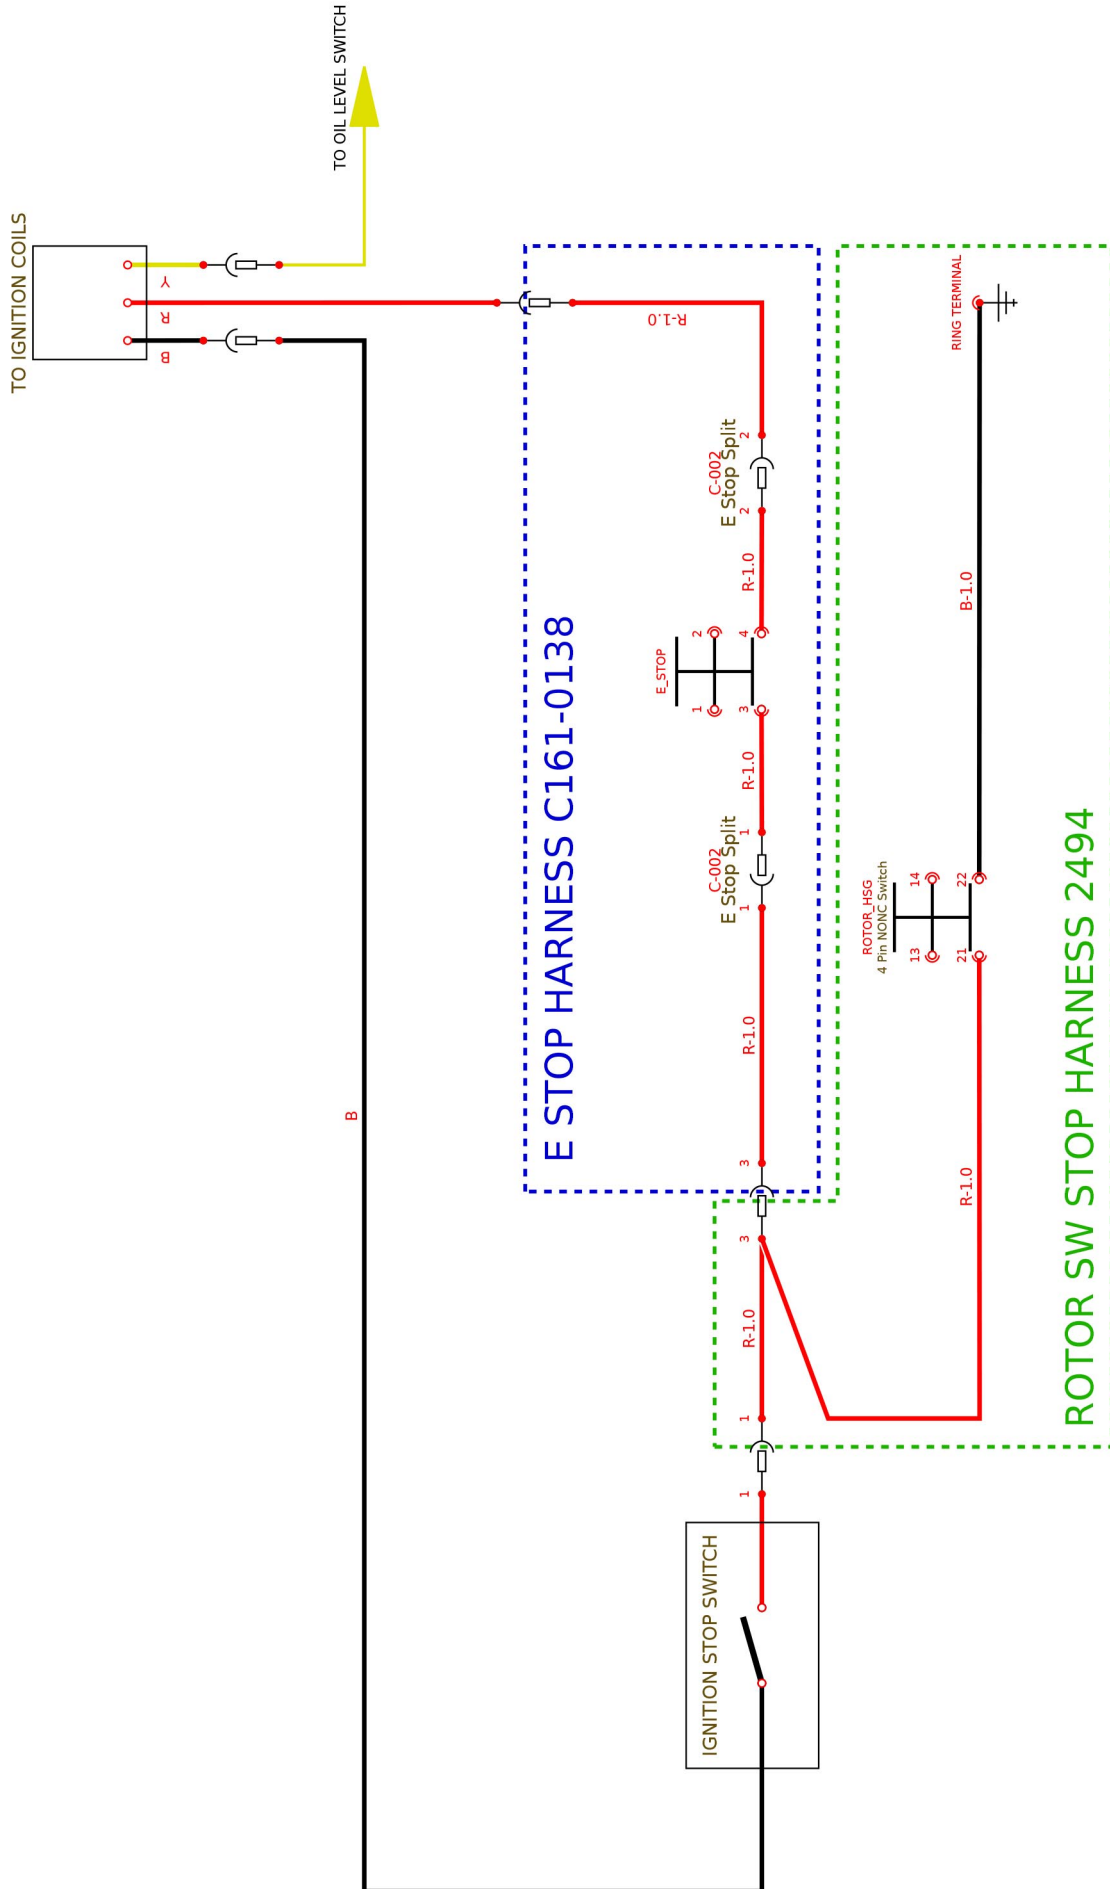 TO OIL LEVEL SWITCH
TO IGNITION COILS
Y
R
B
R-1.0
RING TERMINAL
2
C-002
E Stop Split
2
R-1.0
B-1.0
E_STOP
2
4
1
3
E STOP HARNESS C161-0138
R-1.0
1
C-002
E Stop Split
1
ROTOR_HSG
4 Pin NONC Switch
14
22
13
21
ROTOR SW STOP HARNESS 2494
R-1.0
B
3
R-1.0
3
R-1.0
1
1
IGNITION STOP SWITCH